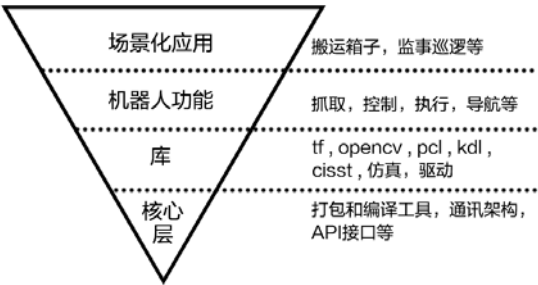 场景化应用
搬运箱子，监事巡逻等
机器人功能
抓取，控制，执行，导航等
库
tf , opencv , pcl , kdl ,
cisst , 仿真，驱动
核心
层
打包和编译工具，通讯架构，
API接口等